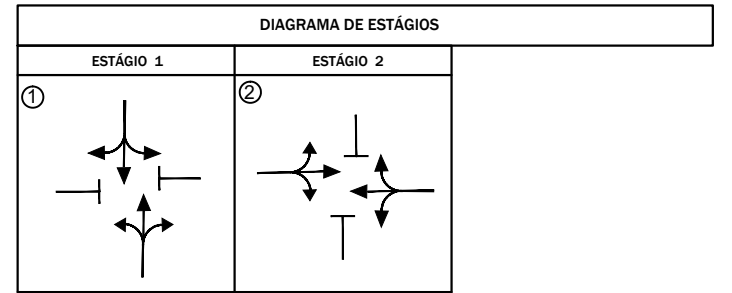 DIAGRAMA DE ESTÁGIOS
ESTÁGIO 1
ESTÁGIO 2
1
2